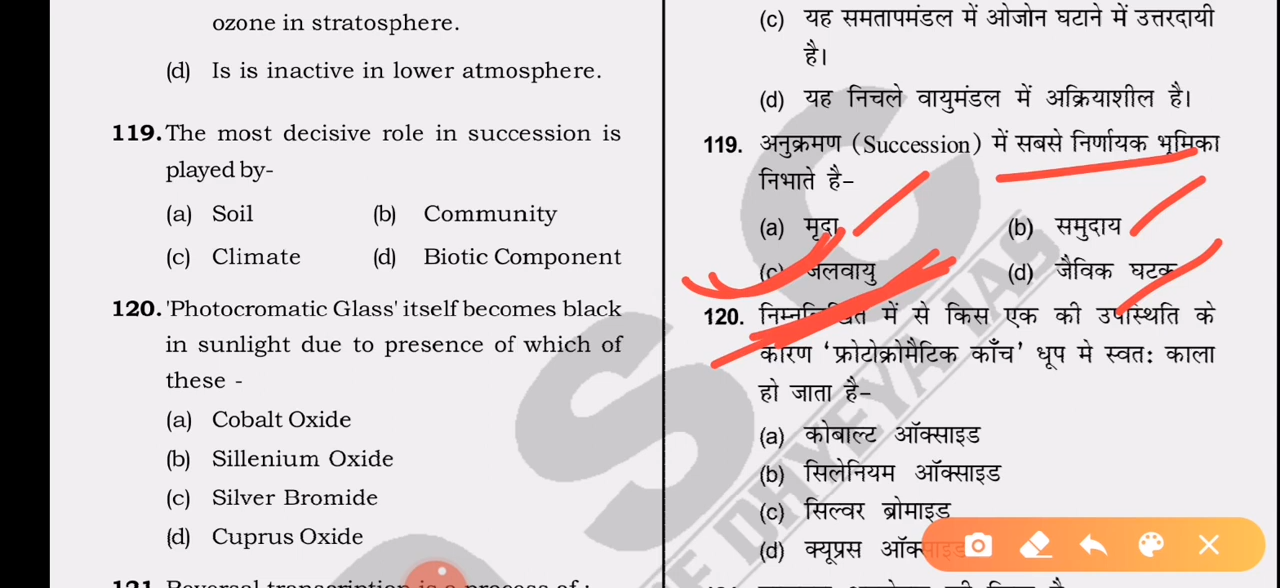 ozone in stratosphere.
(d) Is is inactive in lower atmosphere.
119. The most decisive role in succession is
played by-
(a) Soil (b) Community
(c) Climate (d) Biotic Component
120. 'Photocromatic Glass' itself becomes black
in sunlight due to presence of which of
these -
(a) Cobalt Oxide
(b) Sillenium Oxide
(c) Silver Bromide
(d) Cuprus Oxide
(c) यह समतापमंडल में ओजोन घटाने में उत्तरदायी
है।
(d) यह निचले वायुमंडल में अक्रियाशील है।
119. अनुक्रमण (Succession) में सबसे निर्णायक भूमिका
निभाते है–
(a) मृदा (b) समुदाय
(c) जलवायु (d) जैविक घटक
120. निम्नलिखित में से किस एक की उपस्थिति के
कारण ‘फ्रोटोक्रोमैटिक काँच’ धूप मे स्वत: काला
हो जाता है–
(a) कोबाल्ट ऑक्साइड
(b) सिलेनियम ऑक्साइड
(c) सिल्वर ब्रोमाइड
(d) क्यूप्रस ऑक्साइड
DHYEYA IAS